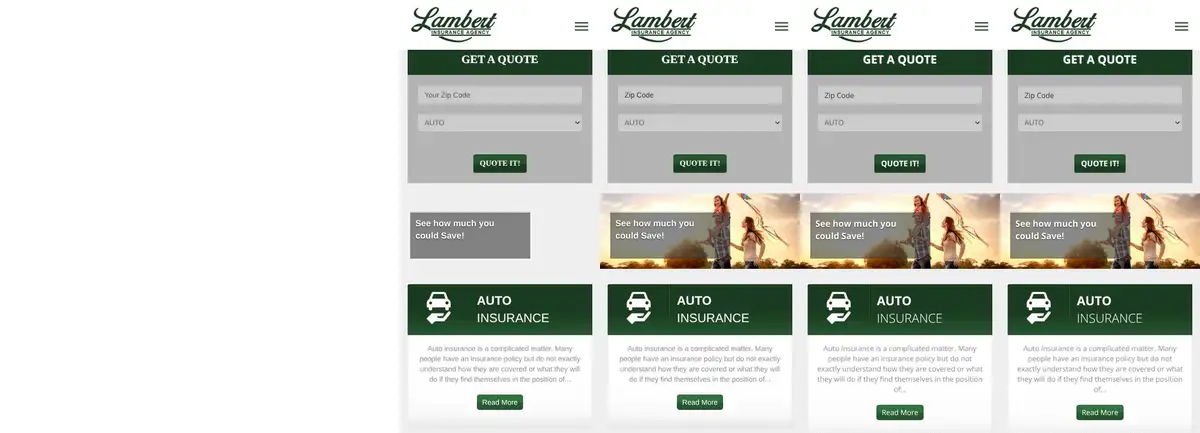 Lambert
INSURANCE AGENCY
GET A QUOTE
Your Zip Code
AUTO
QUOTE IT!
See how much you
could Save!
AUTO
INSURANCE
Auto insurance is a complicated matter. Many
people have an insurance policy but do not exactly
understand how they are covered or what they will
do if they find themselves in the position of...
Read More
Lambert
INSURANCE AGENCY
GET A QUOTE
Zip Code
AUTO
QUOTE IT!
See how much you
could Save!
AUTO
INSURANCE
Auto insurance is a complicated matter. Many
people have an insurance policy but do not exactly
understand how they are covered or what they will
do if they find themselves in the position of...
Read More
Lambert
INSURANCE AGENCY
GET A QUOTE
Zip Code
AUTO
QUOTE IT!
See how much you
could Save!
AUTO
INSURANCE
Auto insurance is a complicated matter. Many
people have an insurance policy but do not
exactly understand how they are covered or what
they will do if they find themselves in the position
of...
Read More
Lambert
INSURANCE AGENCY
GET A QUOTE
Zip Code
AUTO
QUOTE IT!
See how much you
could Save!
AUTO
INSURANCE
Auto insurance is a complicated matter. Many
people have an insurance policy but do not
exactly understand how they are covered or what
they will do if they find themselves in the position
of...
Read More